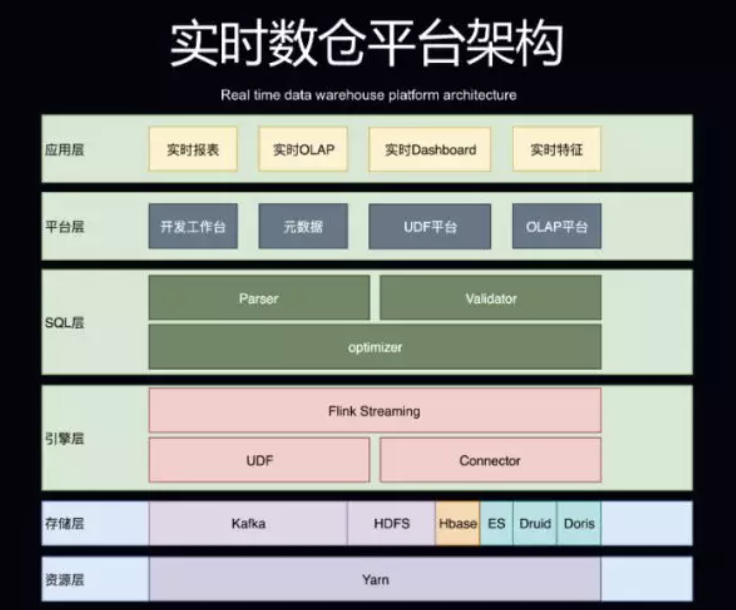 实时数仓平台架构
Real time data warehouse platform architecture
应用层 实时报表 实时OLAP 实时Dashboard 实时特征
平台层 开发工作台 元数据 UDF平台 OLAP平台
SQL层
Parser Validator
optimizer
引擎层
Flink Streaming
UDF Connector
存储层 Kafka HDFS Hbase ES Druid Doris
资源层 Yarn